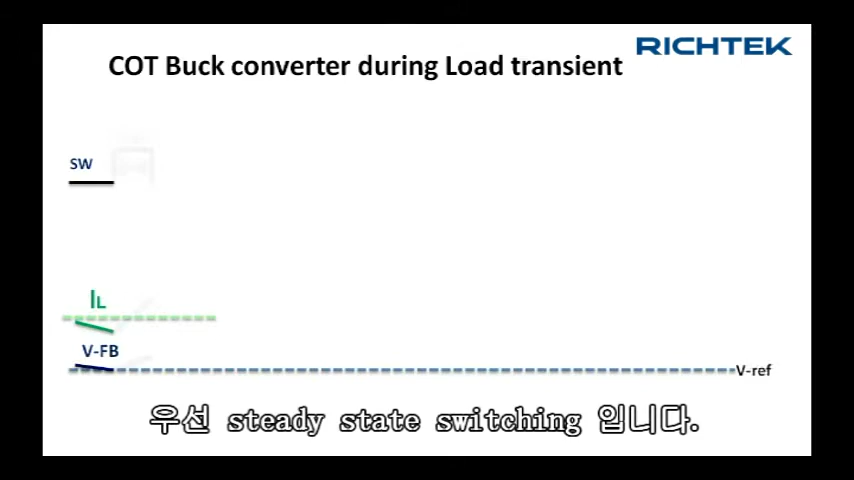 RICHTEK
COT Buck converter during Load transient
SW
IL
V-FB
V-ref
우선 steady state switching 입니다.